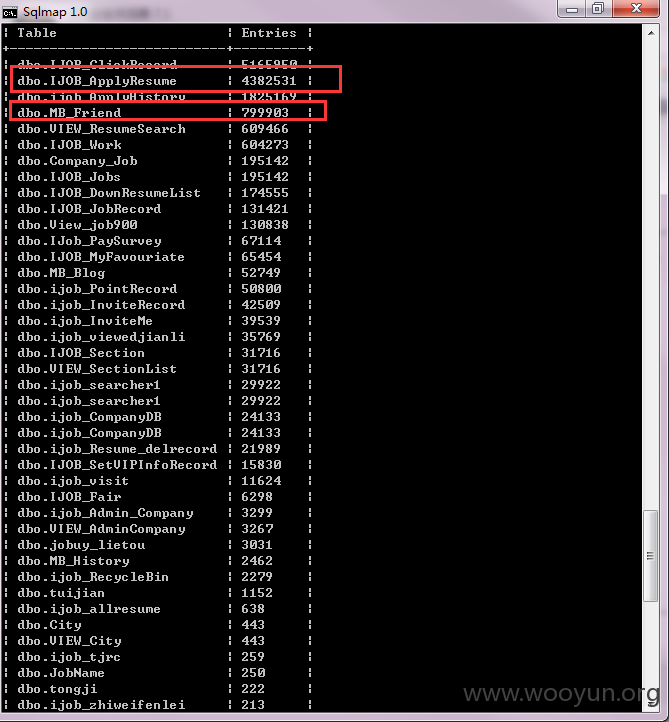 Sqlmap 1.0
¦ Table ¦ Entries ¦
+---------------------------+---------+
¦ dbo.IJOB_ClickRecord ¦ 5165950 ¦
¦ dbo.IJOB_ApplyResume ¦ 4382531 ¦
¦ dbo.ijob_ApplyHistory ¦ 1825169 ¦
¦ dbo.MB_Friend ¦ 799903 ¦
¦ dbo.VIEW_ResumeSearch ¦ 609466 ¦
¦ dbo.IJOB_Work ¦ 604273 ¦
¦ dbo.Company_Job ¦ 195142 ¦
¦ dbo.IJOB_Jobs ¦ 195142 ¦
¦ dbo.IJOB_DownResumeList ¦ 174555 ¦
¦ dbo.IJOB_JobRecord ¦ 131421 ¦
¦ dbo.View_job900 ¦ 130838 ¦
¦ dbo.IJob_PaySurvey ¦ 67114 ¦
¦ dbo.IJOB_MyFavouriate ¦ 65454 ¦
¦ dbo.MB_Blog ¦ 52749 ¦
¦ dbo.ijob_PointRecord ¦ 50800 ¦
¦ dbo.ijob_InviteRecord ¦ 42509 ¦
¦ dbo.ijob_InviteMe ¦ 39539 ¦
¦ dbo.ijob_viewedjianli ¦ 35769 ¦
¦ dbo.IJOB_Section ¦ 31716 ¦
¦ dbo.VIEW_SectionList ¦ 31716 ¦
¦ dbo.ijob_searcher1 ¦ 29922 ¦
¦ dbo.ijob_searcher1 ¦ 29922 ¦
¦ dbo.ijob_CompanyDB ¦ 24133 ¦
¦ dbo.ijob_CompanyDB ¦ 24133 ¦
¦ dbo.ijob_Resume_delrecord ¦ 21989 ¦
¦ dbo.IJOB_SetVIPInfoRecord ¦ 15830 ¦
¦ dbo.ijob_visit ¦ 11624 ¦
¦ dbo.IJOB_Fair ¦ 6298 ¦
¦ dbo.ijob_Admin_Company ¦ 3299 ¦
¦ dbo.VIEW_AdminCompany ¦ 3267 ¦
¦ dbo.jobuy_lietou ¦ 3031 ¦
¦ dbo.MB_History ¦ 2462 ¦
¦ dbo.ijob_RecycleBin ¦ 2279 ¦
¦ dbo.tuijian ¦ 1152 ¦
¦ dbo.ijob_allresume ¦ 638 ¦
¦ dbo.City ¦ 443 ¦
¦ dbo.VIEW_City ¦ 443 ¦
¦ dbo.ijob_tjrc ¦ 259 ¦
¦ dbo.JobName ¦ 250 ¦
¦ dbo.tongji ¦ 222 ¦
¦ dbo.ijob_zhiweifenlei ¦ 213 ¦
www.wooyun.org